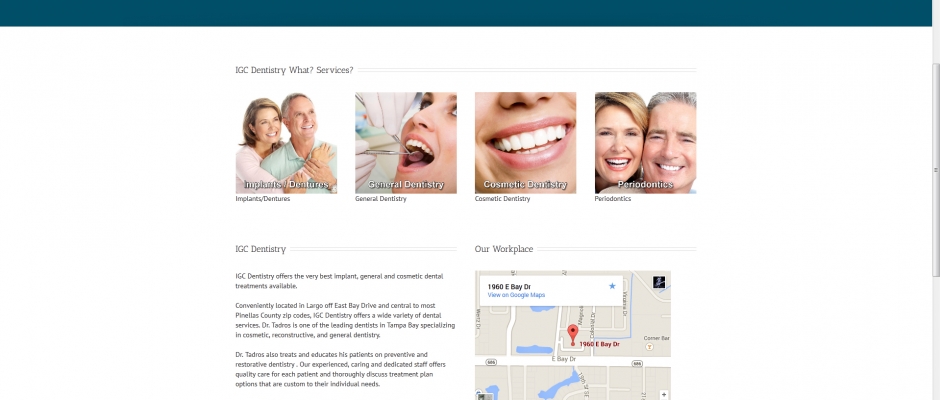 IGC Dentistry What? Services?
Implants / Dentures
General Dentistry
Cosmetic Dentistry
Periodontics
Implants/Dentures
General Dentistry
Cosmetic Dentistry
Periodontics
IGC Dentistry
Our Workplace
IGC Dentistry offers the very best implant, general and cosmetic dental
treatments available.
Conveniently located in Largo off East Bay Drive and central to most
Pinellas County zip codes, IGC Dentistry offers a wide variety of dental
services. Dr. Tadros is one of the leading dentists in Tampa Bay specializing
in cosmetic, reconstructive, and general dentistry.
Dr. Tadros also treats and educates his patients on preventive and
restorative dentistry . Our experienced, caring and dedicated staff offers
quality care for each patient and thoroughly discuss treatment plan
options that are custom to their individual needs.
1960 E Bay Dr
View on Google Maps
Corner Bar
1960 E Bay Dr
E Bay Dr
686
686
19th St SE
+